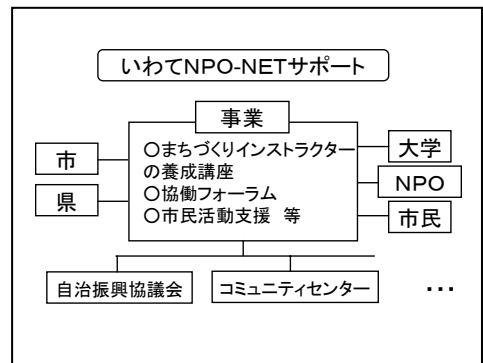 いわてNPO-NETサポート
事業
○まちづくりインストラクター
の養成講座
○協働フォーラム
○市民活動支援 等
市
県
大学
NPO
市民
自治振興協議会
コミュニティセンター
…